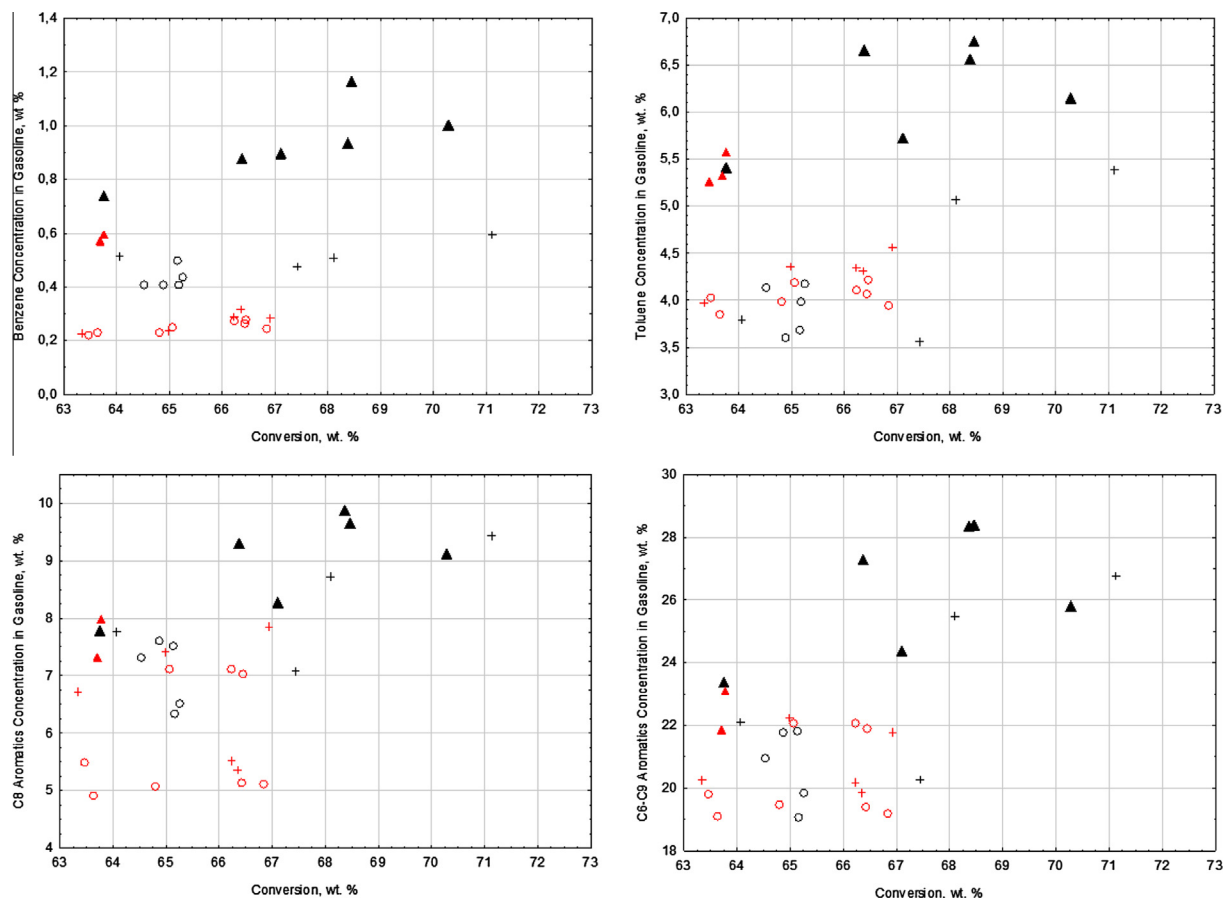 Benzene Concentration in Gasoline, wt %
1,4
1,2
1,0
0,8
0,6
0,4
0,2
0,0
63 64 65 66 67 68 69 70 71 72 73
Conversion, wt. %
Toluene Concentration in Gasoline, wt. %
7,0
6,5
6,0
5,5
5,0
4,5
4,0
3,5
3,0
63 64 65 66 67 68 69 70 71 72 73
Conversion, wt. %
C8 Aromatics Concentration in Gasoline, wt. %
10
9
8
7
6
5
4
63 64 65 66 67 68 69 70 71 72 73
Conversion, wt. %
C6-C9 Aromatics Concentration in Gasoline, wt. %
30
28
26
24
22
20
18
63 64 65 66 67 68 69 70 71 72 73
Conversion, wt. %